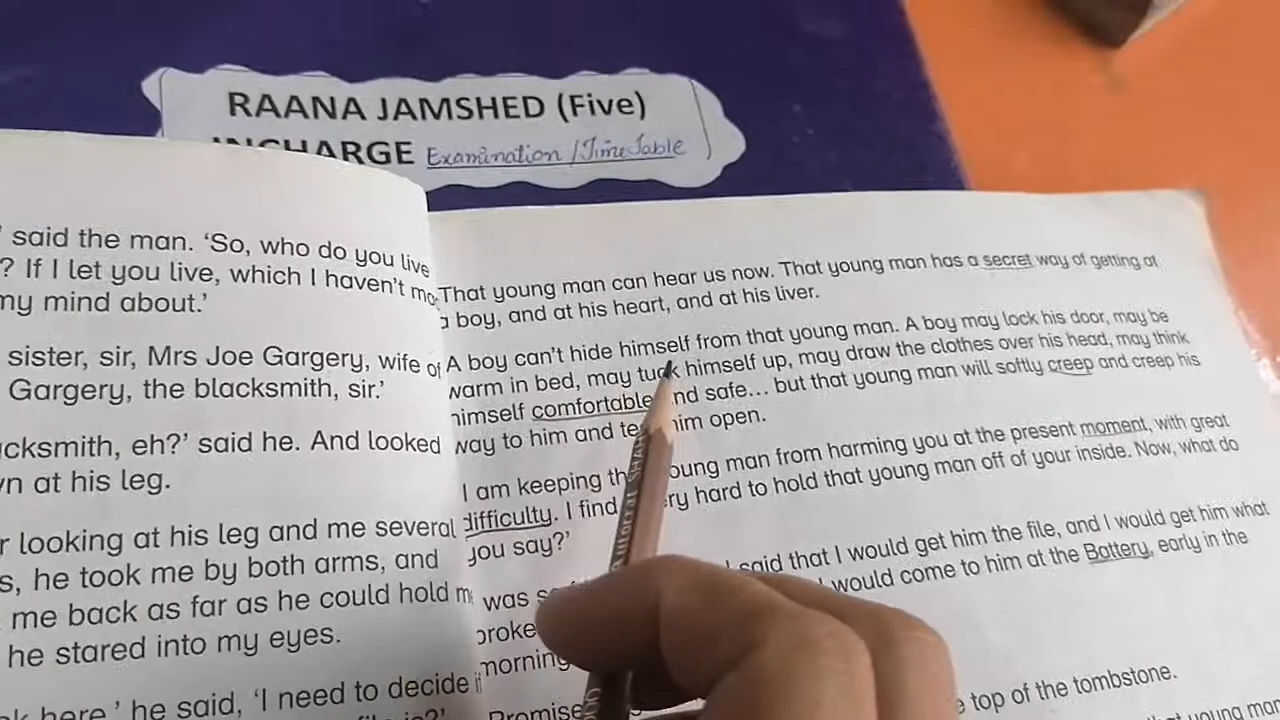 RAANA JAMSHED (Five)
INCHARGE Examination / Time Table
said the man. ‘So, who do you live
? If I let you live, which I haven’t
my mind about.’
sister, sir, Mrs Joe Gargery, wife of
Gargery, the blacksmith, sir.’
eh?’ said he. And looked
at his leg.
looking at his leg and me several
he took me by both arms, and
me back as far as he could hold
he stared into my eyes.
here,’ he said, ‘I need to decide
That young man can hear us now. That young man has a secret way of getting at
a boy, and at his heart, and at his liver.
A boy can’t hide himself from that young man. A boy may lock his door, may be
warm in bed, may tuck himself up, may draw the clothes over his head, may think
himself comfortable and safe... but that young man will softly creep and creep his
way to him and him open.
I am keeping young man from harming you at the present moment, with great
difficulty. I find hard to hold that young man off of your inside. Now, what do
you say?’
said that I would get him the file, and I would get him what
broke would come to him at the Battery, early in the
morning
top of the tombstone.
young man